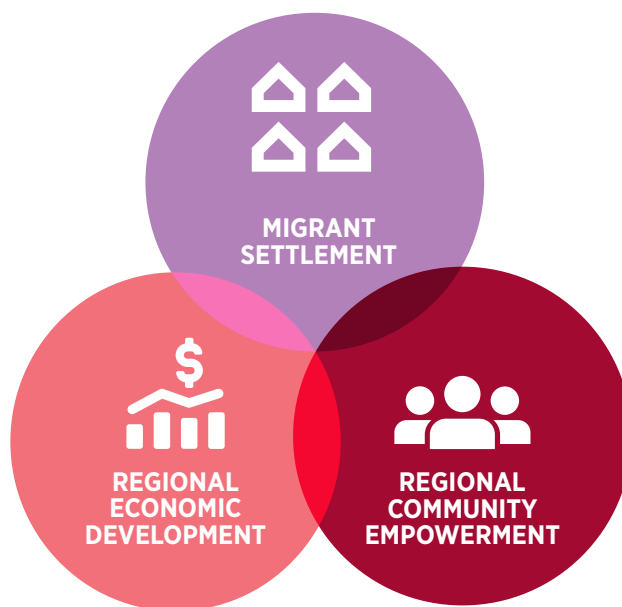 MIGRANT
SETTLEMENT
$
REGIONAL
ECONOMIC
DEVELOPMENT
REGIONAL
COMMUNITY
EMPOWERMENT